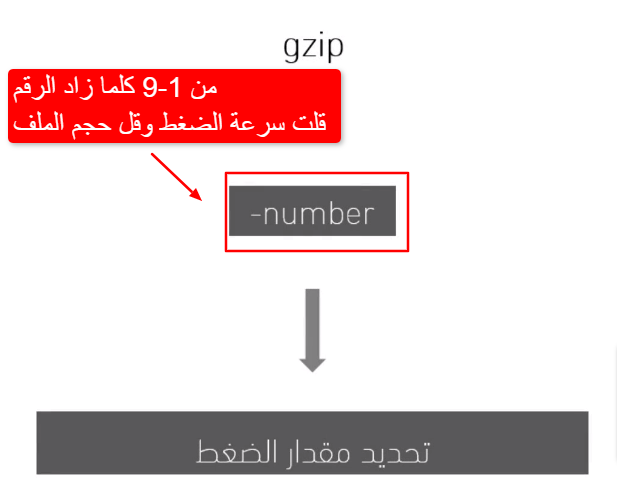 gzip
من 1-9 كلما زاد الرقم
قلت سرعة الضغط وقل حجم الملف
-number
تحديد مقدار الضغط